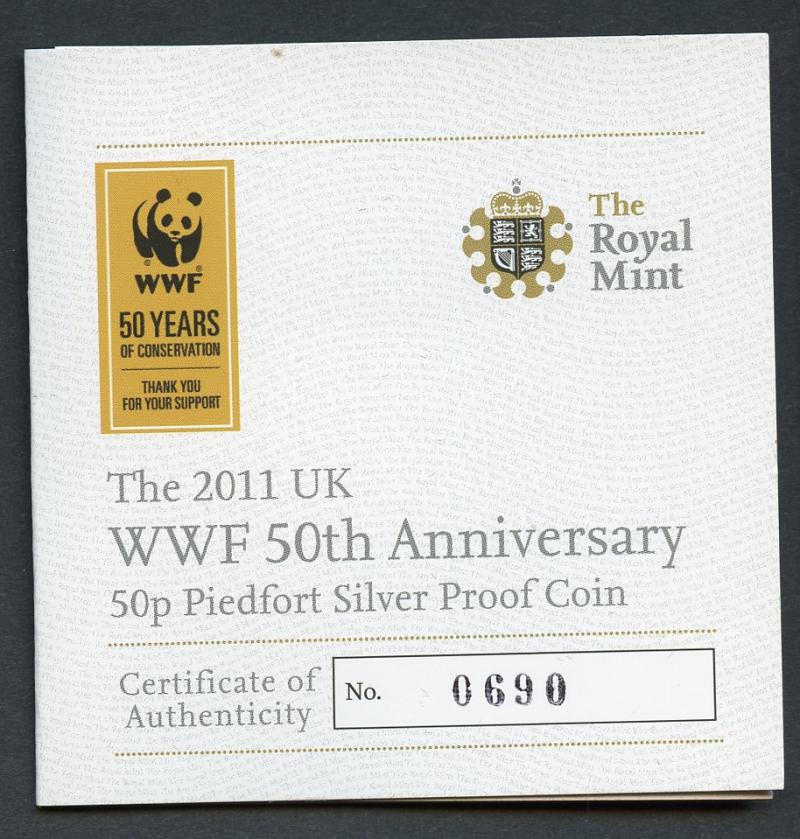 WWF
50 YEARS
OF CONSERVATION
THANK YOU
FOR YOUR SUPPORT
The
Royal
Mint
The 2011 UK
WWF 50th Anniversary
50p Piedfort Silver Proof Coin
Certificate of
Authenticity
No. 0690